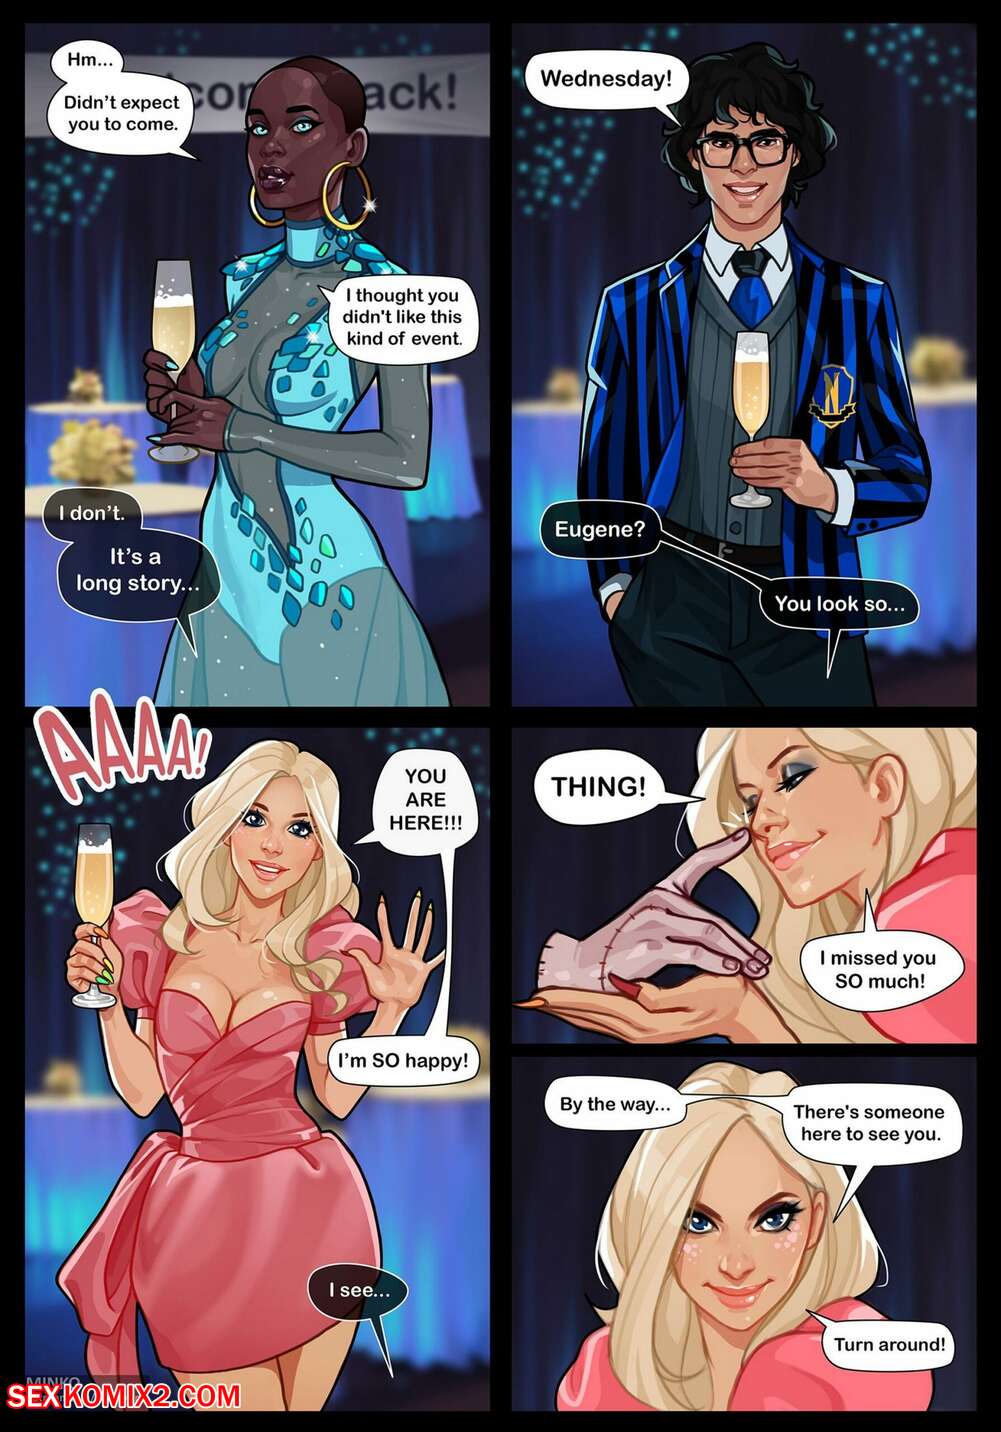 Hm...
Didn't expect
you to come.
ack!
I thought you
didn't like this
kind of event.
I don't.
It's a
long story...
Wednesday!
N
Eugene?
You look so...
AAAA!
YOU
ARE
HERE!!!
I'm SO happy!
I see...
THING!
I missed you
SO much!
By the way...
There's someone
here to see you.
Turn around!
MINKO
SEXKOMIX2.COM